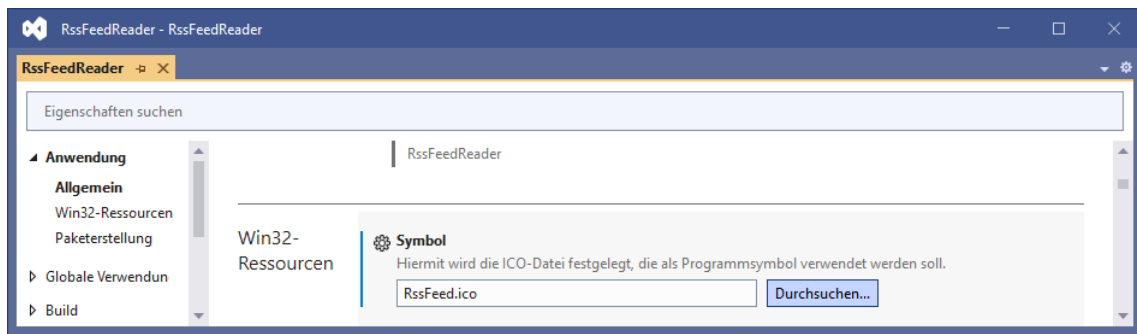 RssFeedReader - RssFeedReader
RssFeedReader
Eigenschaften suchen
Anwendung
Allgemein
Win32-Ressourcen
Paketerstellung
Globale Verwendun
Build
RssFeedReader
Win32-
Ressourcen
Symbol
Hiermit wird die ICO-Datei festgelegt, die als Programmsymbol verwendet werden soll.
RssFeed.ico
Durchsuchen...